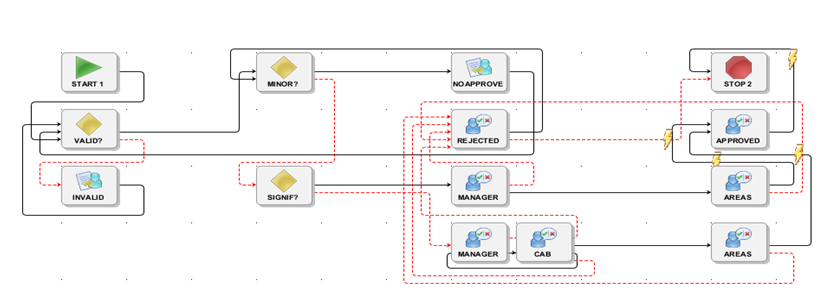 START 1
MINOR?
NOAPPROVE
STOP 2
VALID?
REJECTED
APPROVED
INVALID
SIGNIF?
MANAGER
AREAS
MANAGER
CAB
AREAS